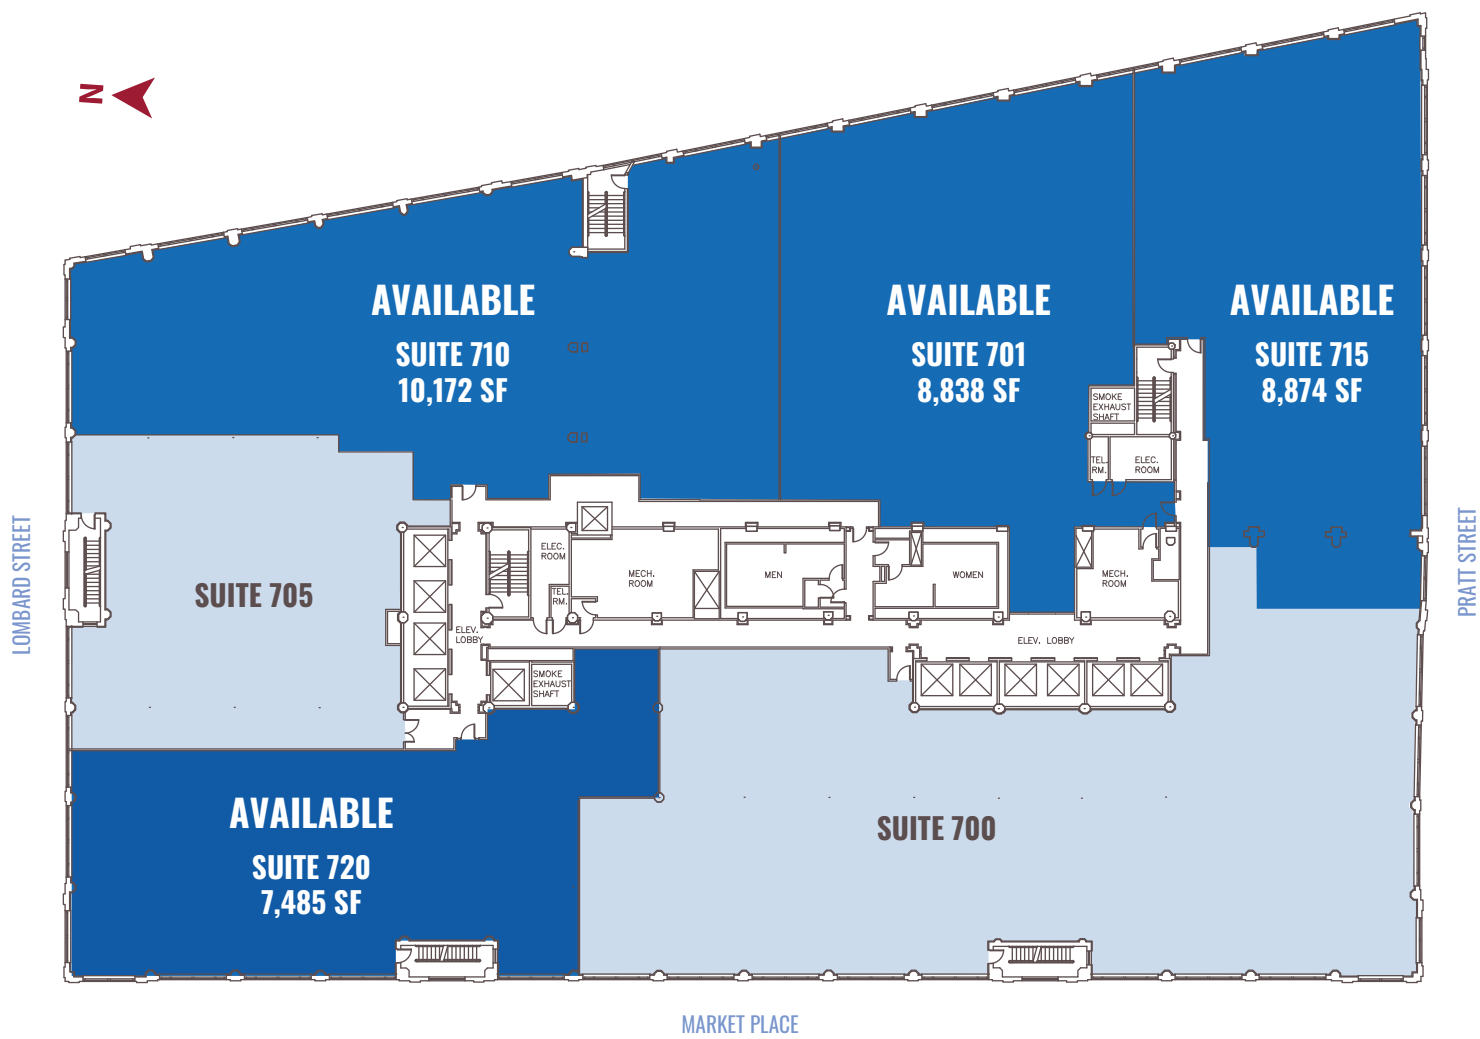 N
AVAILABLE
SUITE 710
10,172 SF
AVAILABLE
SUITE 701
8,838 SF
AVAILABLE
SUITE 715
8,874 SF
SMOKE
EXHAUST
SHAFT
TEL.
RM.
ELEC.
ROOM
LOMBARD STREET
PRATT STREET
SUITE 705
ELEC.
ROOM
TEL.
RM.
MECH.
ROOM
MEN
WOMEN
MECH.
ROOM
ELEV.
LOBBY
ELEV. LOBBY
SMOKE
EXHAUST
SHAFT
AVAILABLE
SUITE 720
7,485 SF
SUITE 700
MARKET PLACE